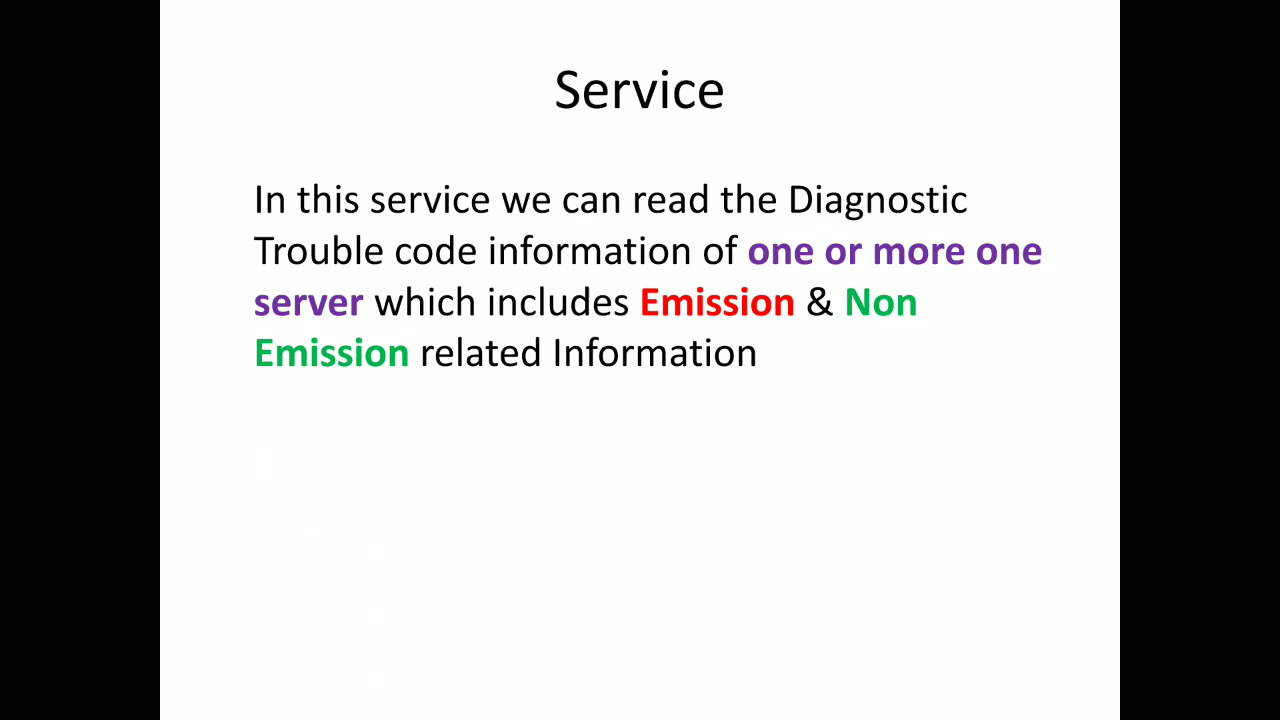 Service
In this service we can read the Diagnostic
Trouble code information of one or more one
server which includes Emission & Non
Emission related Information